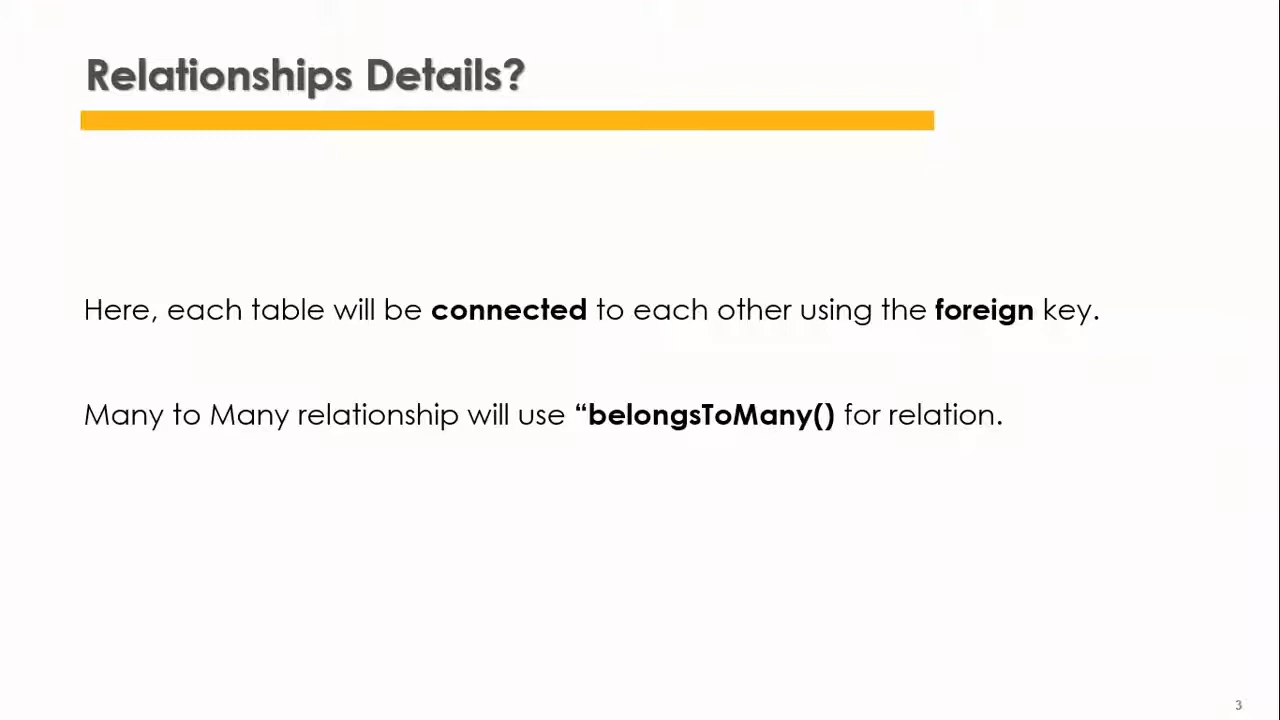 Relationships Details?
Here, each table will be connected to each other using the foreign key.
Many to Many relationship will use “belongsToMany() for relation.
3